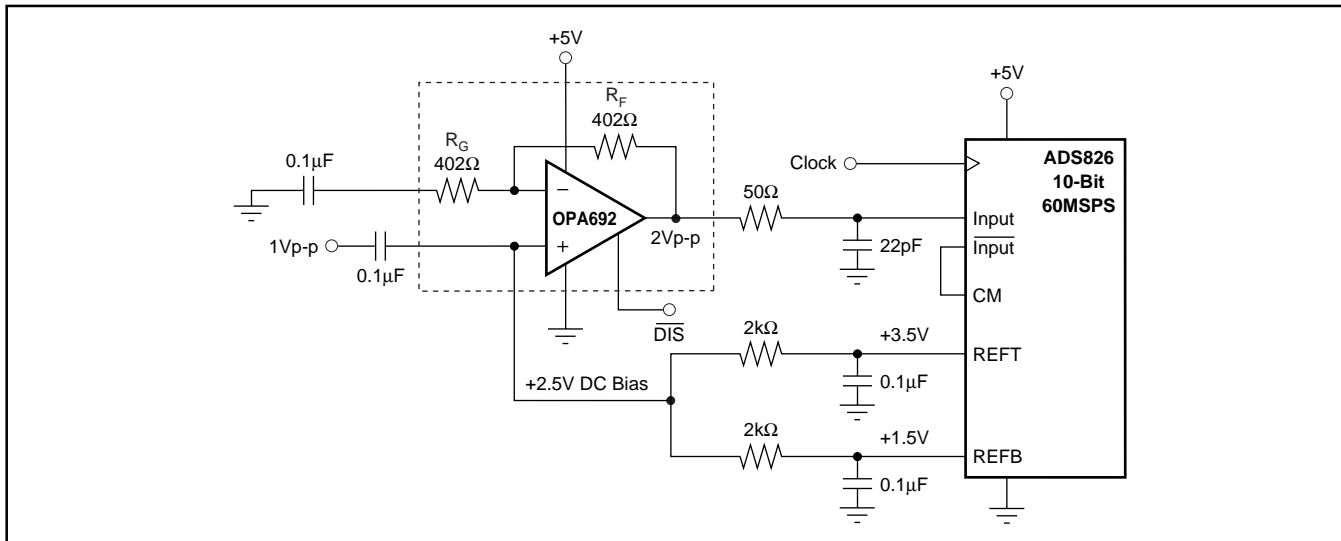 +5V
+5V
R_F
402Ω
R_G
402Ω
0.1μF
ADS826
10-Bit
60MSPS
Clock
−
OPA692
+
50Ω
2Vp-p
Input
22pF
I̅n̅p̅u̅t̅
1Vp-p
0.1μF
CM
D̅I̅S̅
2kΩ
+3.5V
REFT
0.1μF
+2.5V DC Bias
2kΩ
+1.5V
REFB
0.1μF